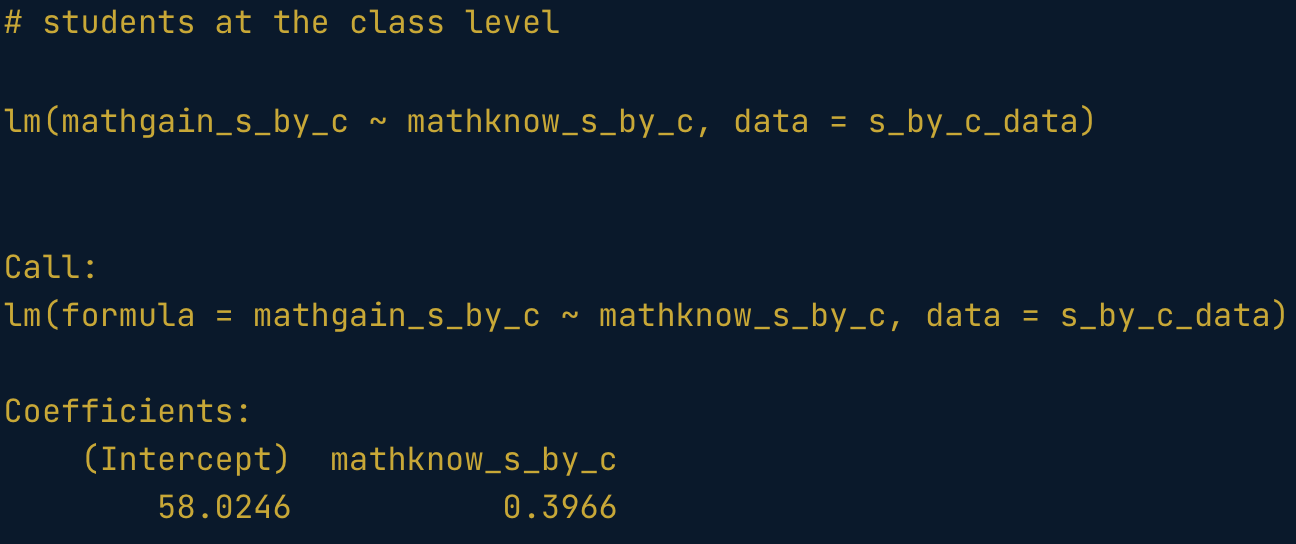 # students at the class level
lm(mathgain_s_by_c ~ mathknow_s_by_c, data = s_by_c_data)
Call:
lm(formula = mathgain_s_by_c ~ mathknow_s_by_c, data = s_by_c_data)
Coefficients:
    (Intercept)  mathknow_s_by_c
        58.0246           0.3966